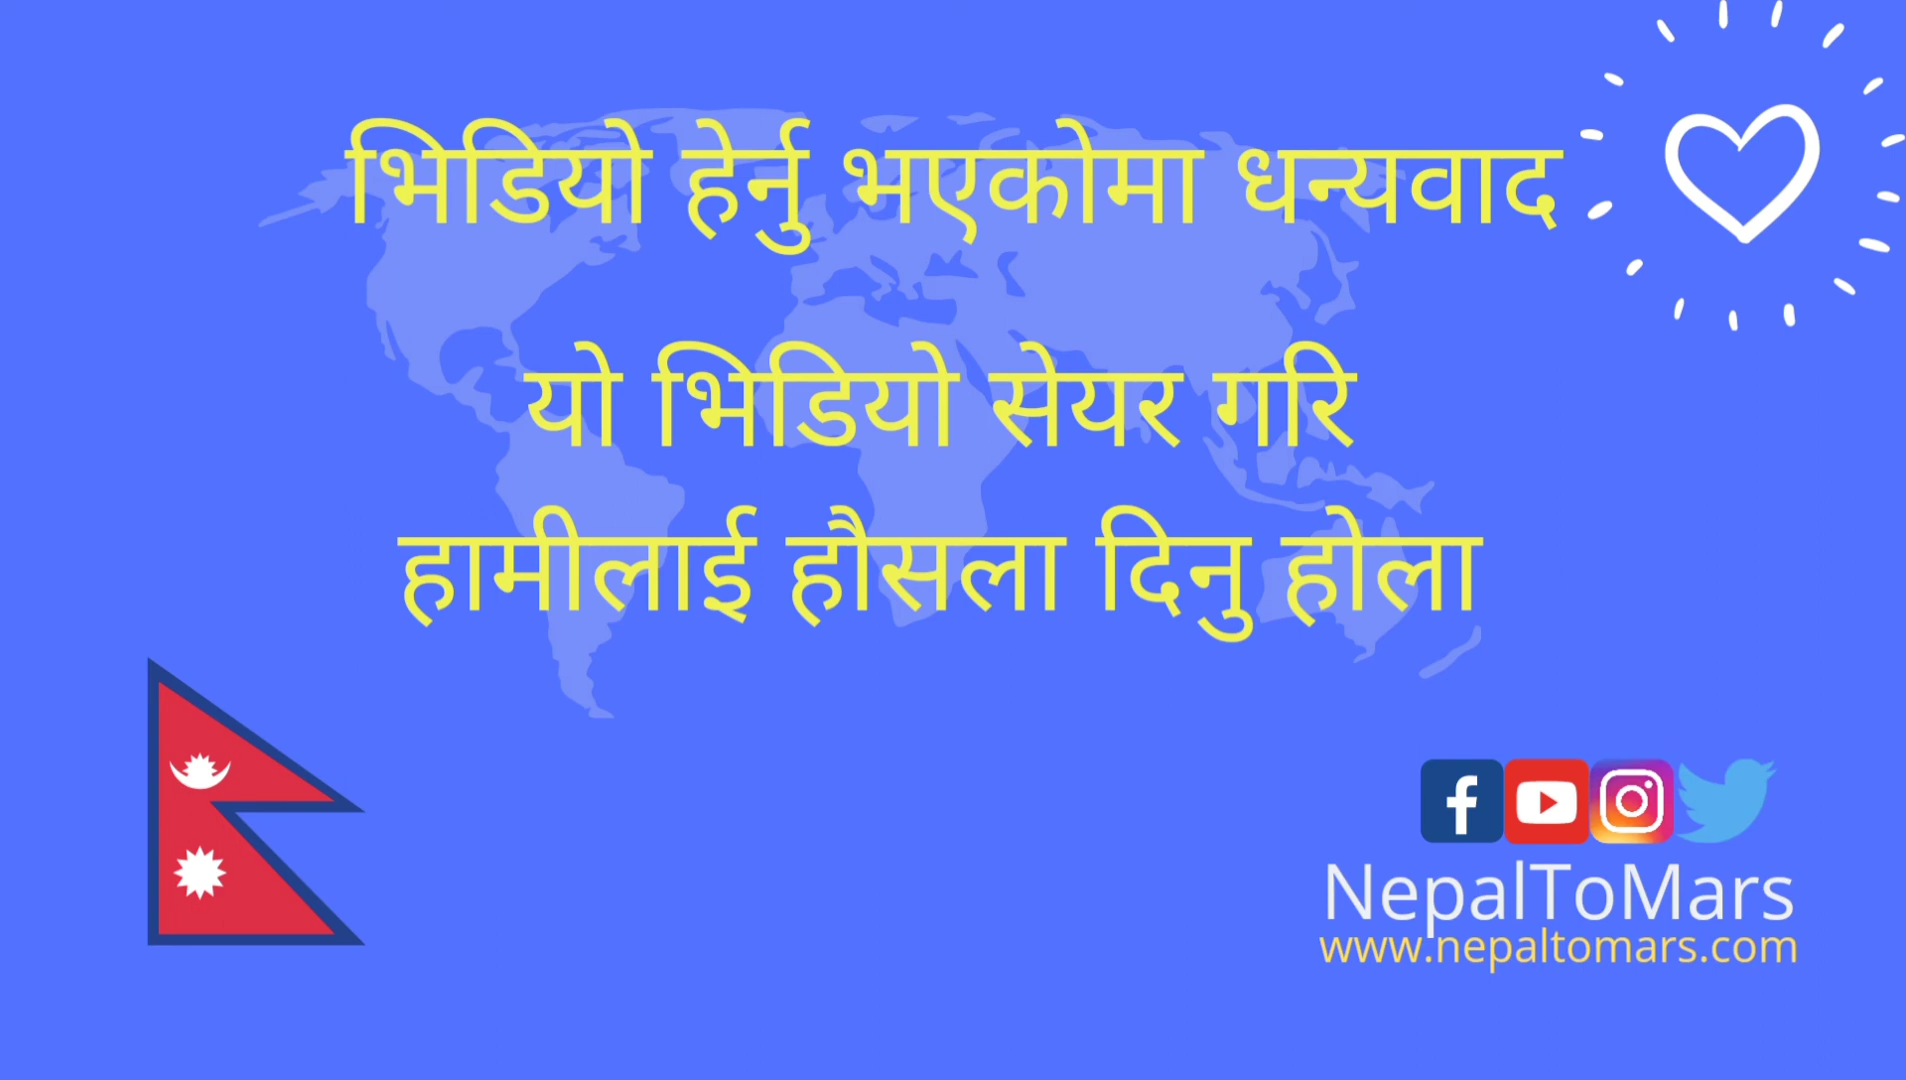 भिडियो हेर्नु भएकोमा धन्यवाद
यो भिडियो सेयर गरि
हामीलाई हौसला दिनु होला
NepalToMars
www.nepaltomars.com